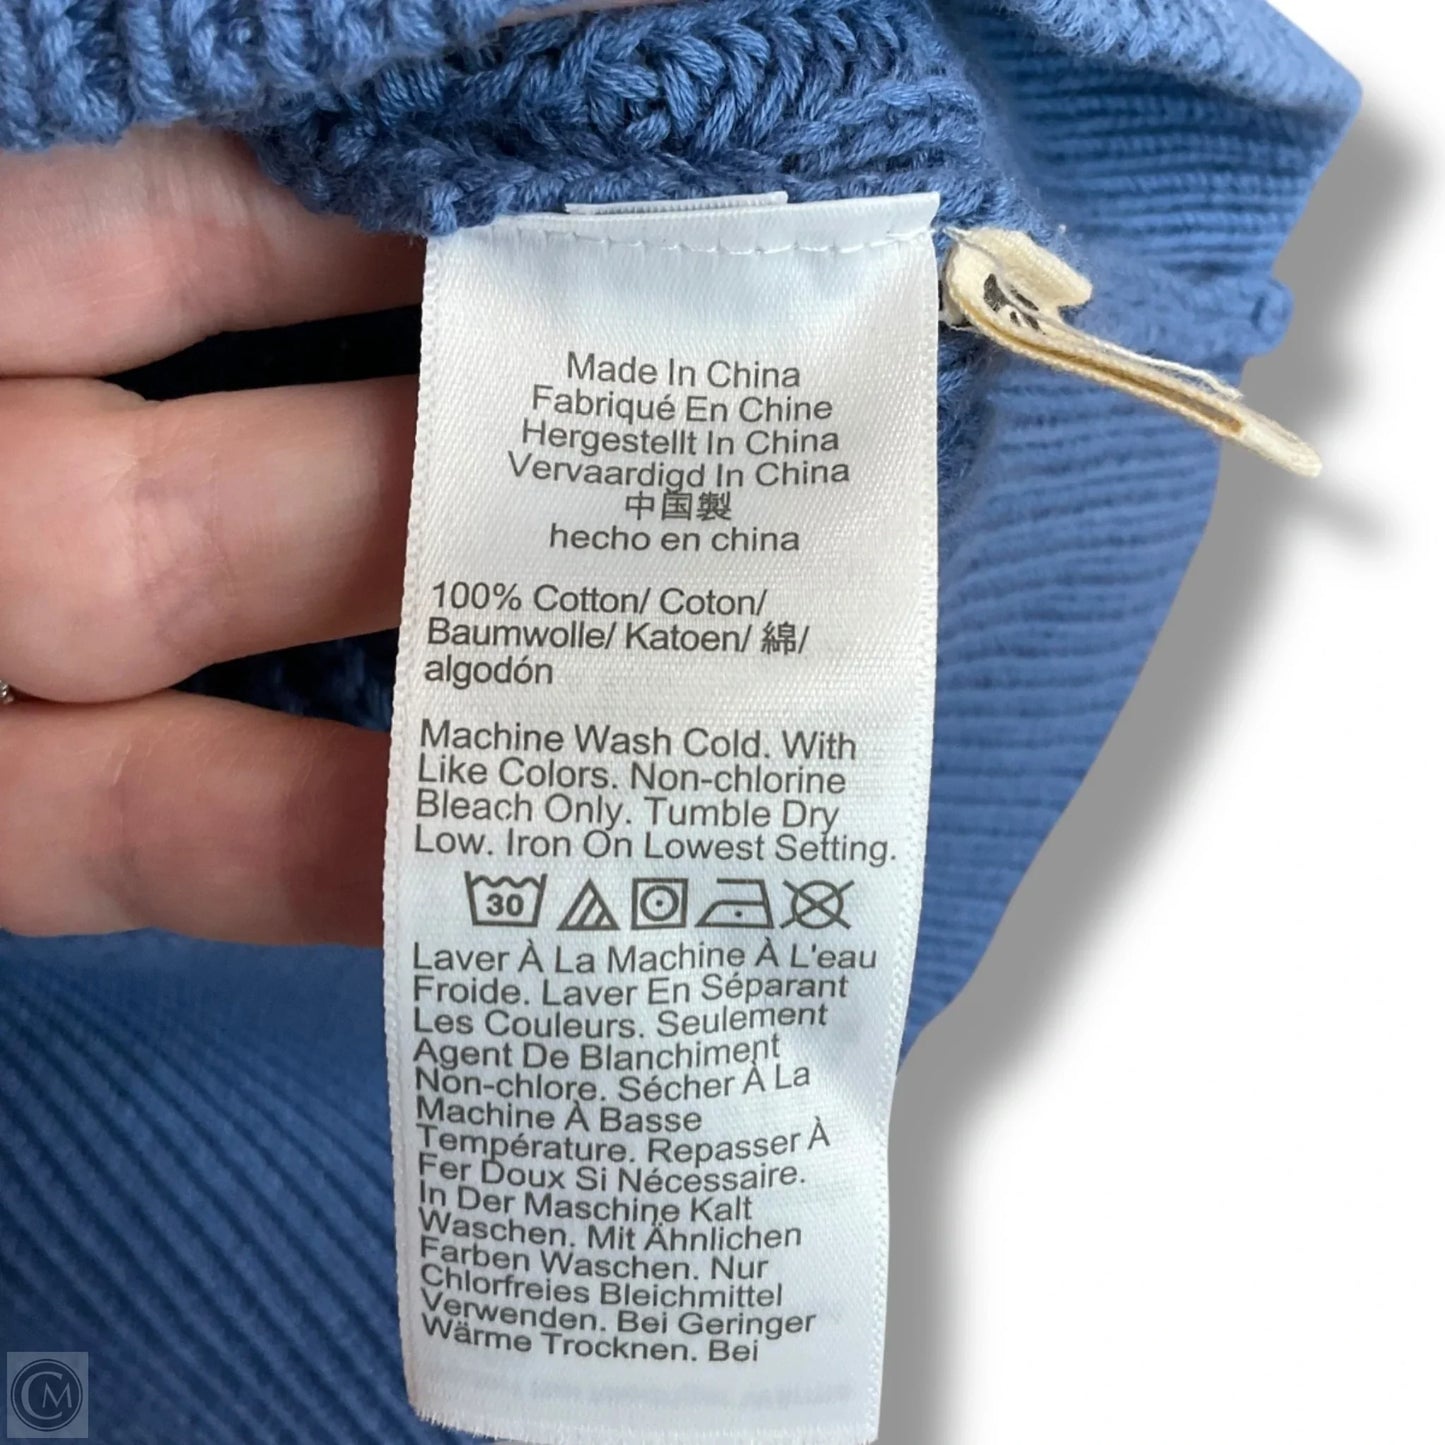 Made In China
Fabriqué En Chine
Hergestellt In China
Vervaardigd In China
中国製
hecho en china
100% Cotton/ Coton/
Baumwolle/ Katoen/ 綿/
algodón
Machine Wash Cold. With
Like Colors. Non-chlorine
Bleach Only. Tumble Dry
Low. Iron On Lowest Setting.
30
Laver À La Machine À L'eau
Froide. Laver En Séparant
Les Couleurs. Seulement
Agent De Blanchiment
Non-chlore. Sécher À La
Machine À Basse
Température. Repasser À
Fer Doux Si Nécessaire.
In Der Maschine Kalt
Waschen. Mit Ähnlichen
Farben Waschen. Nur
Chlorfreies Bleichmittel
Verwenden. Bei Geringer
Wärme Trocknen. Bei
CM